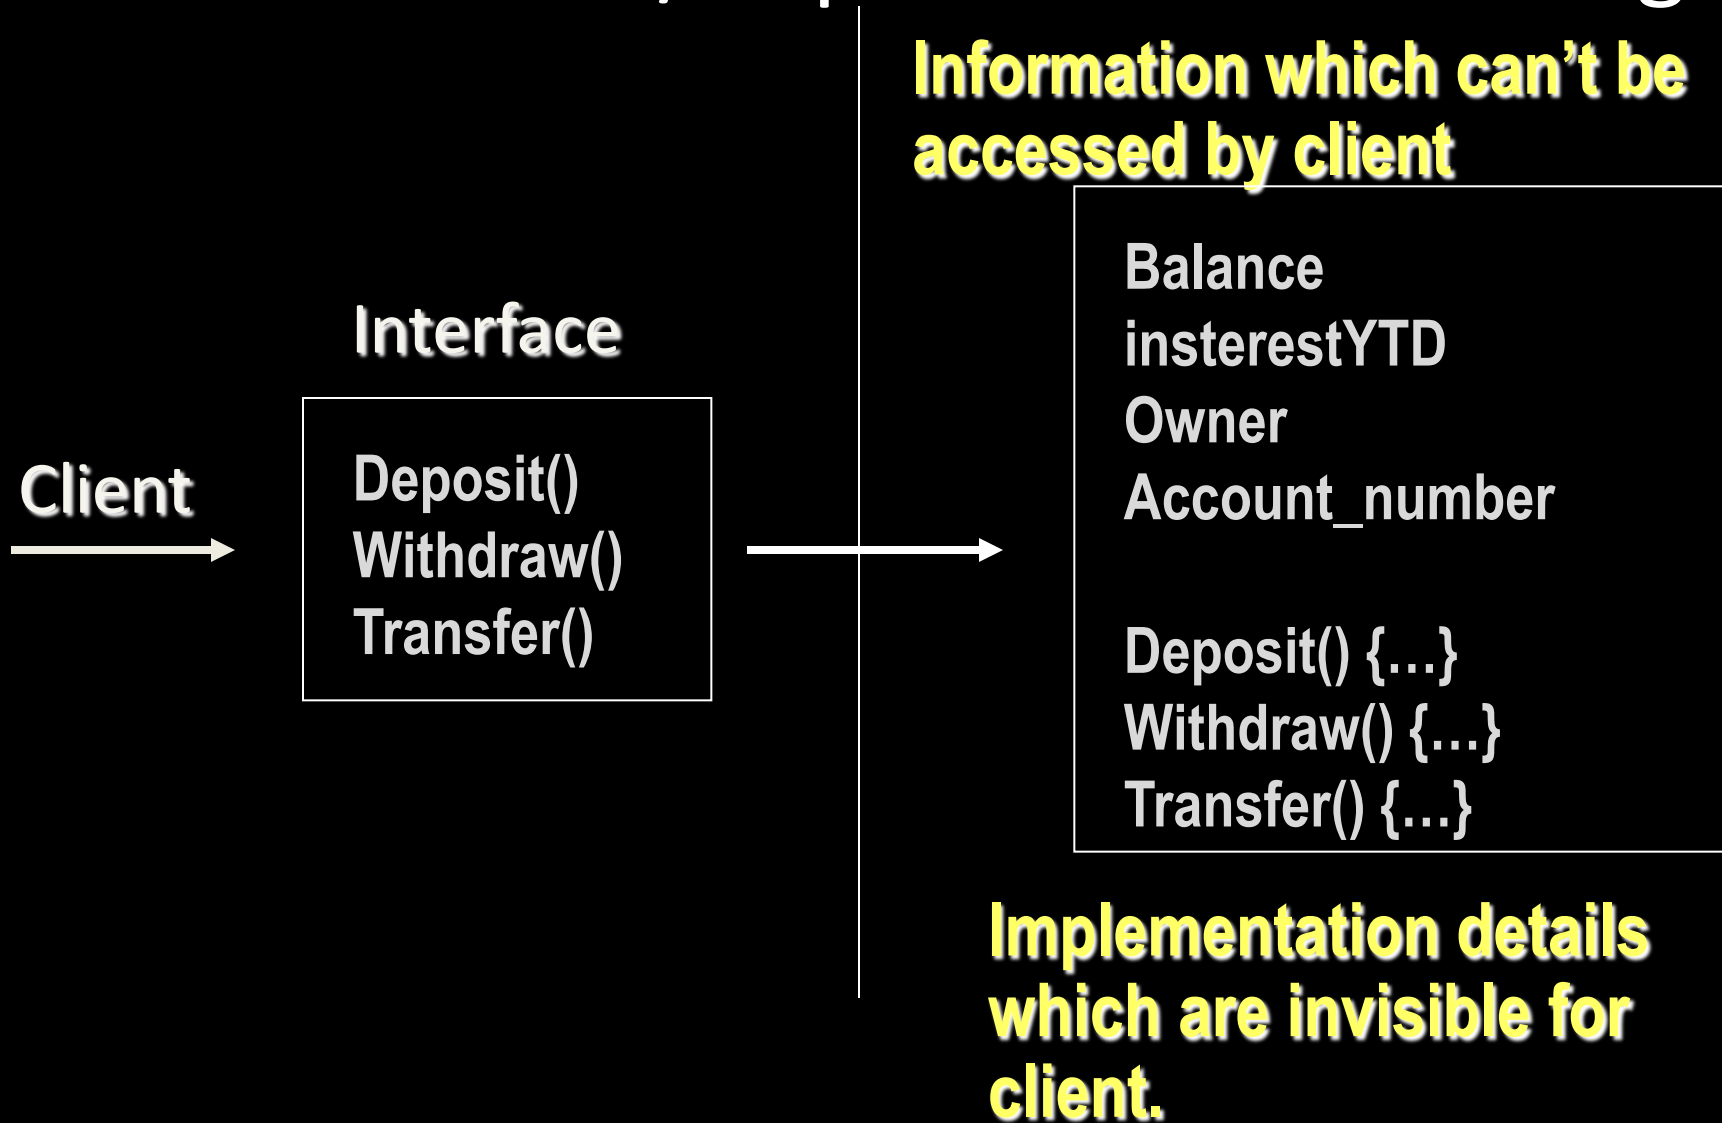 Information which can’t be
accessed by client
Interface
Client
Deposit()
Withdraw()
Transfer()
Balance
insterestYTD
Owner
Account_number
Deposit() {…}
Withdraw() {…}
Transfer() {…}
Implementation details
which are invisible for
client.